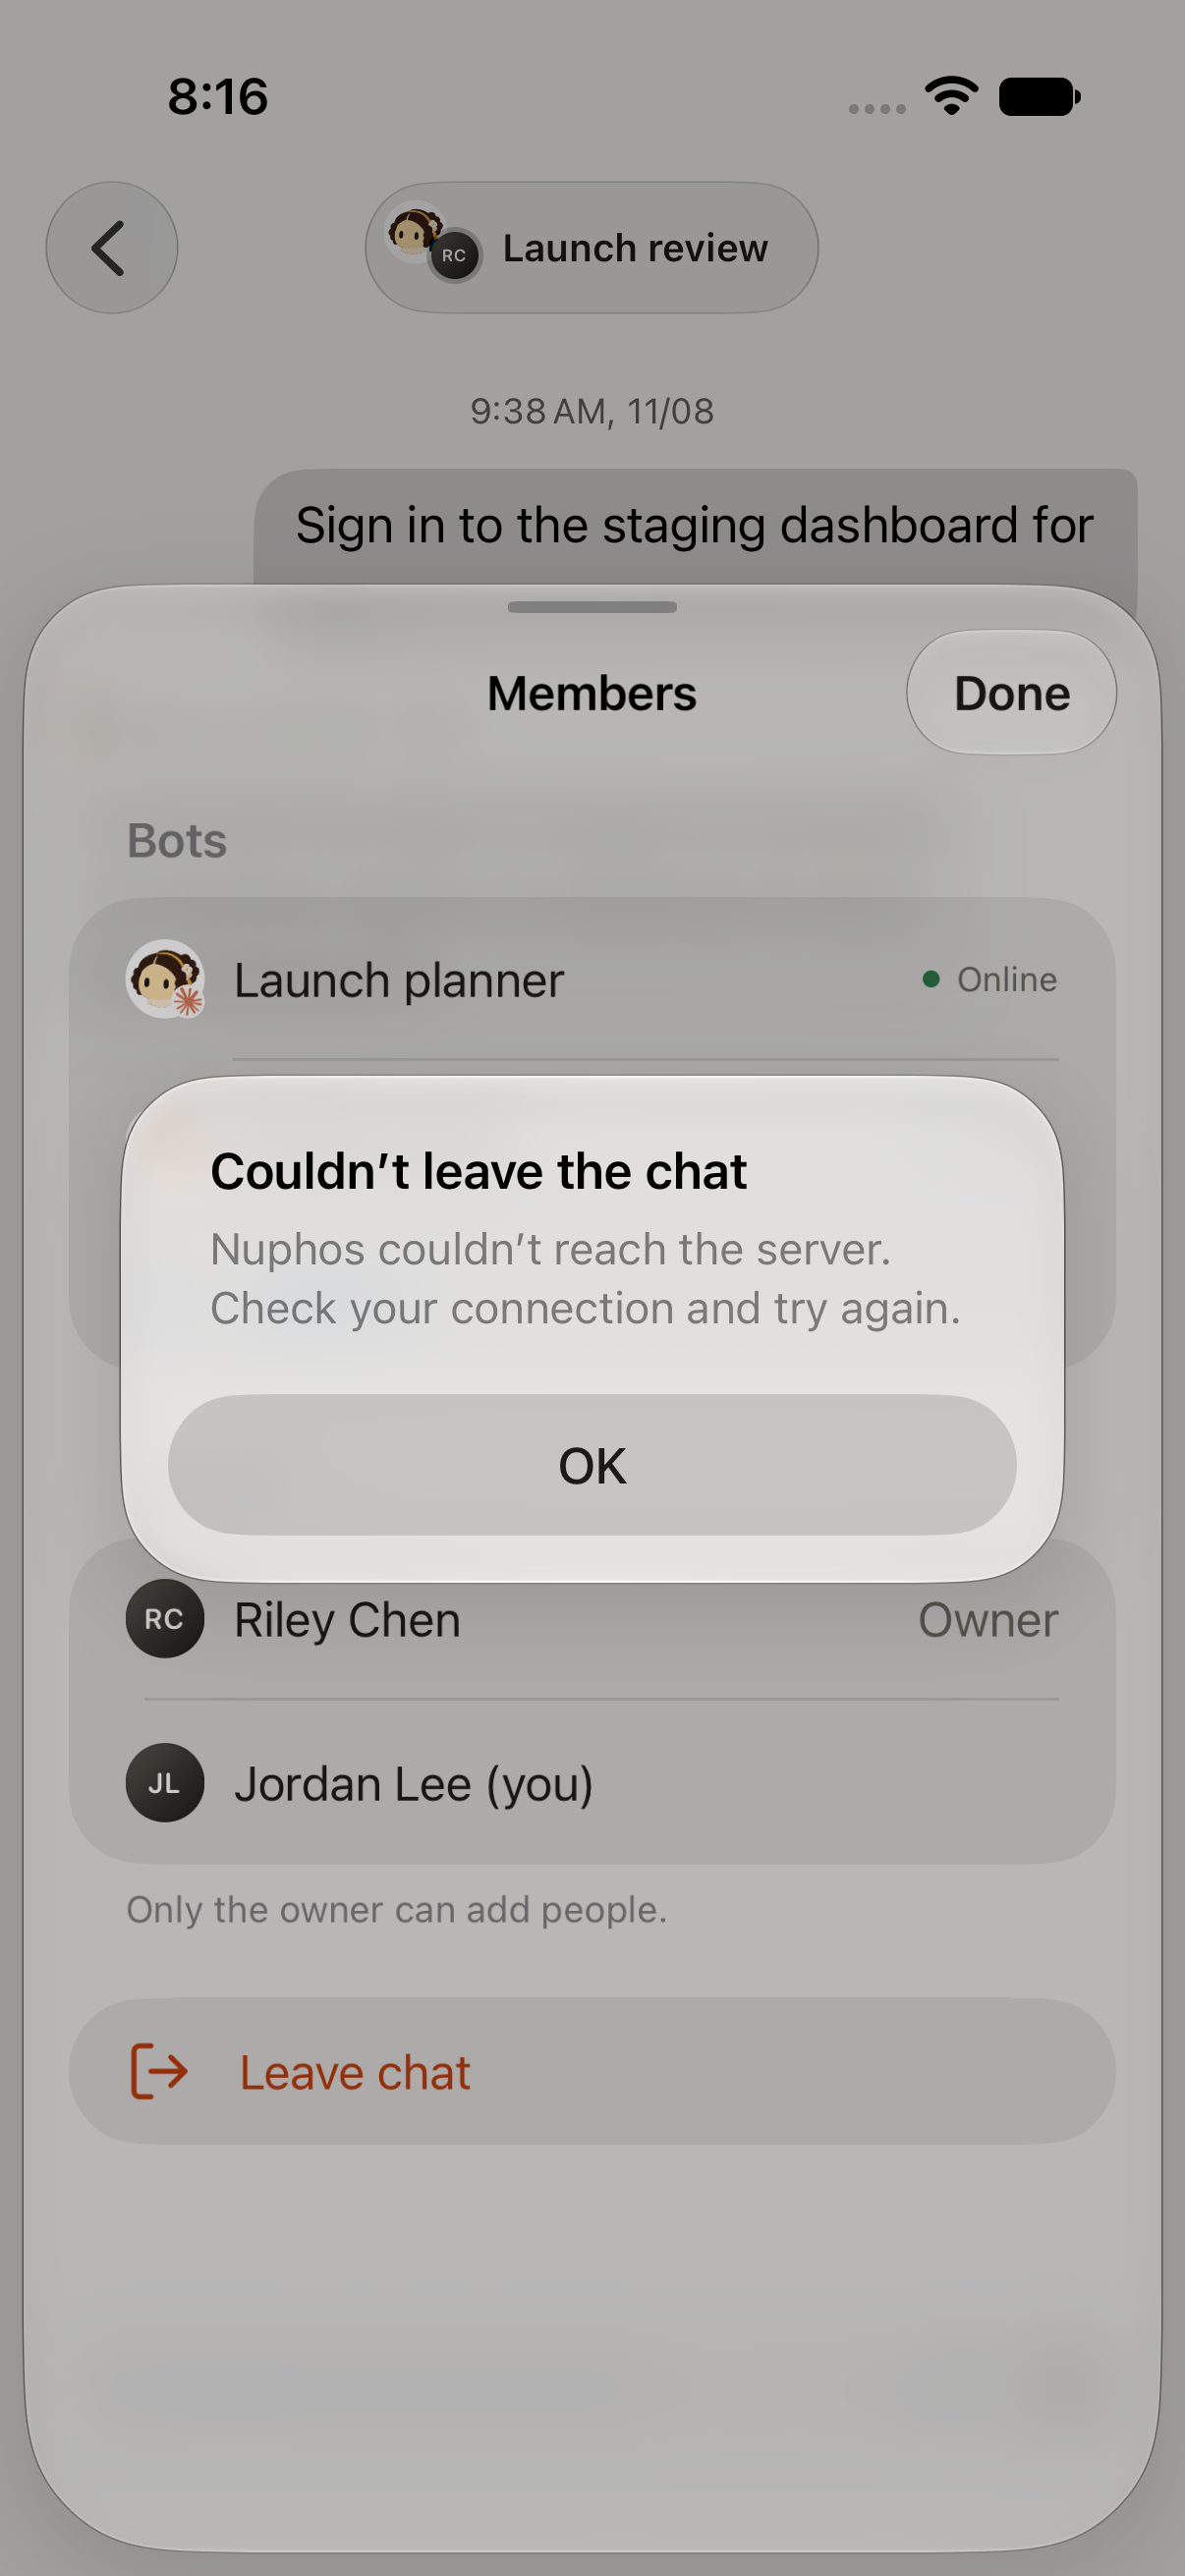 8:16
RC
Launch review
9:38 AM, 11/08
Sign in to the staging dashboard for
Members
Done
Bots
Launch planner
Online
Couldn’t leave the chat
Nuphos couldn’t reach the server.
Check your connection and try again.
OK
RC
Riley Chen
Owner
JL
Jordan Lee (you)
Only the owner can add people.
Leave chat